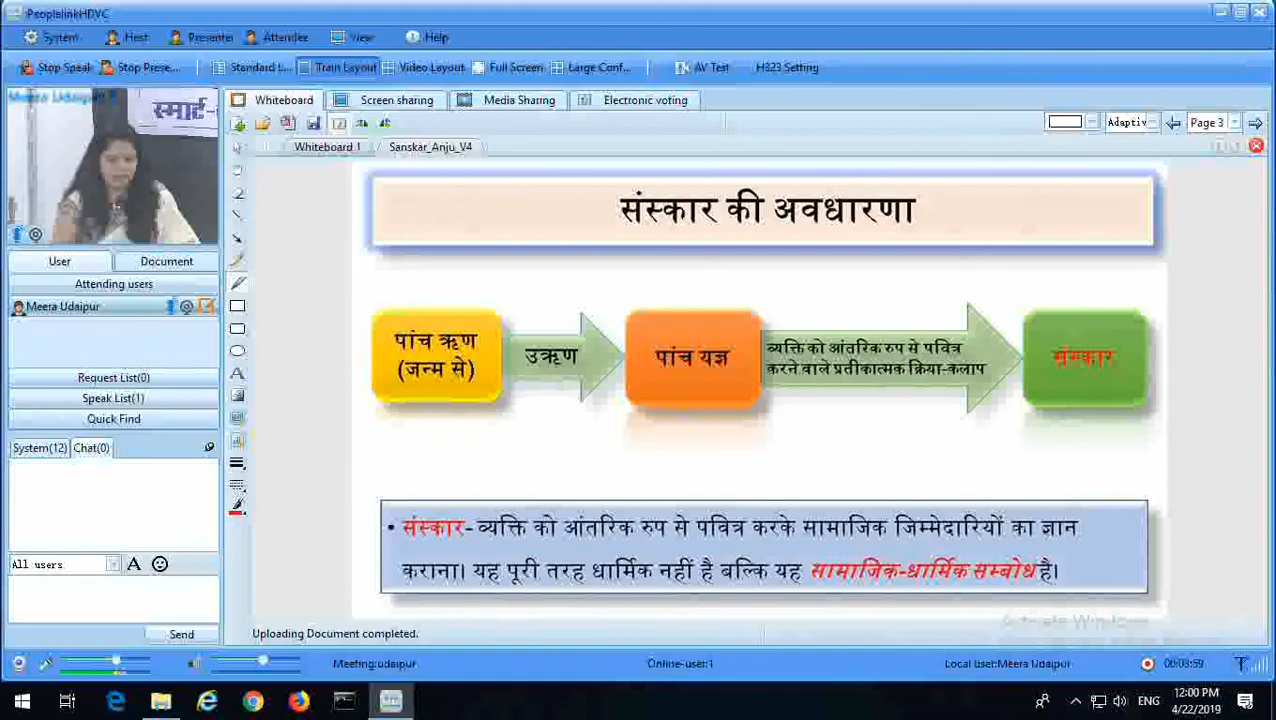 PeoplelinkHDVC
System Host Presenter Attendee View Help
Stop Speak Stop Prese... Standard L... Train Layout Video Layout Full Screen Large Conf... AV Test H323 Setting
Meera Udaipur
स्मार्ट-
Whiteboard Screen sharing Media Sharing Electronic voting
Adaptiv Page 3
Whiteboard 1 Sanskar_Anju_V4
User Document
Attending users
Meera Udaipur
Request List(0)
Speak List(1)
Quick Find
System(12) Chat(0)
All users A
Send
संस्कार की अवधारणा
पांच ऋण
(जन्म से)
उऋण
पांच यज्ञ
व्यक्ति को आंतरिक रुप से पवित्र
करने वाले प्रतीकात्मक क्रिया-कलाप
संस्कार
• संस्कार- व्यक्ति को आंतरिक रुप से पवित्र करके सामाजिक जिम्मेदारियों का ज्ञान
कराना। यह पूरी तरह धार्मिक नहीं है बल्कि यह सामाजिक-धार्मिक सम्बोध है।
Activate Windows
Uploading Document completed.
Meeting:udaipur Online-user:1 Local user:Meera Udaipur 00:03:59
ENG
12:00 PM
4/22/2019